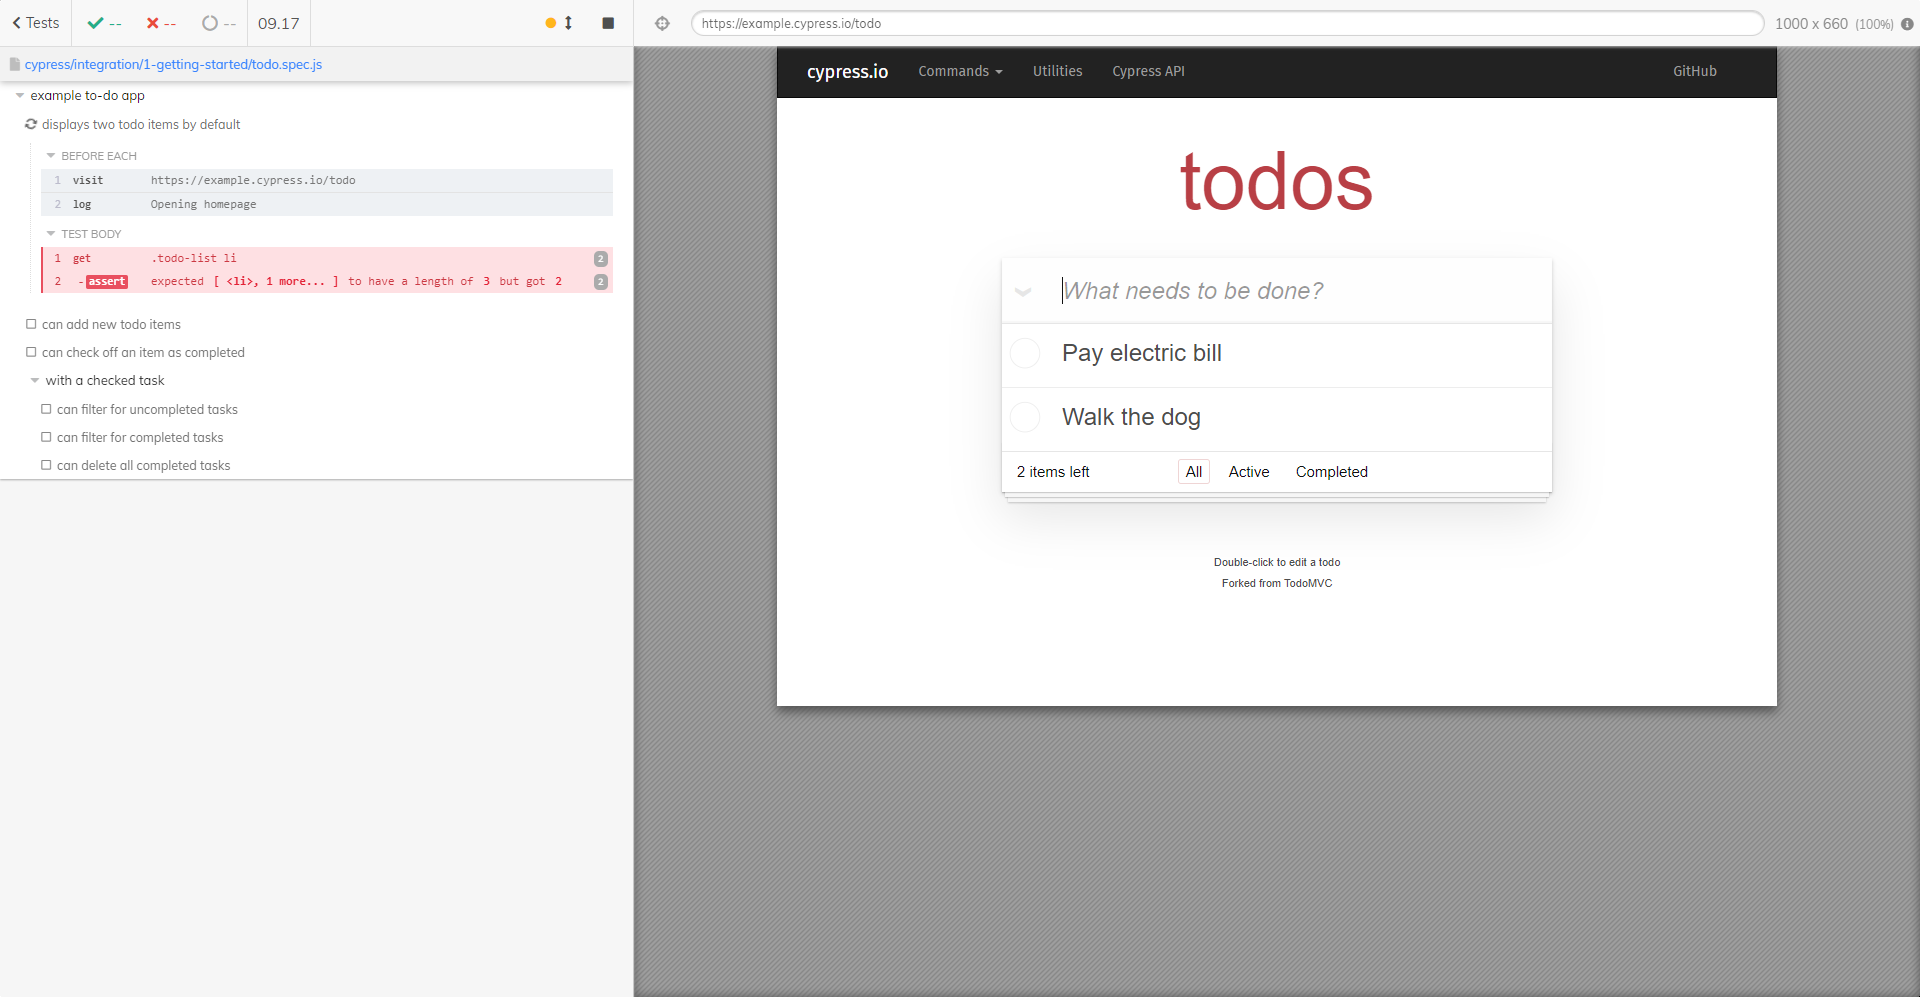 Tests -- -- -- 09.17
cypress/integration/1-getting-started/todo.spec.js
example to-do app
displays two todo items by default
BEFORE EACH
1 visit https://example.cypress.io/todo
2 log Opening homepage
TEST BODY
1 get .todo-list li 2
2 -assert expected [ <li>, 1 more... ] to have a length of 3 but got 2 2
can add new todo items
can check off an item as completed
with a checked task
can filter for uncompleted tasks
can filter for completed tasks
can delete all completed tasks
https://example.cypress.io/todo 1000 x 660 (100%)
cypress.io Commands Utilities Cypress API GitHub
todos
What needs to be done?
Pay electric bill
Walk the dog
2 items left All Active Completed
Double-click to edit a todo
Forked from TodoMVC